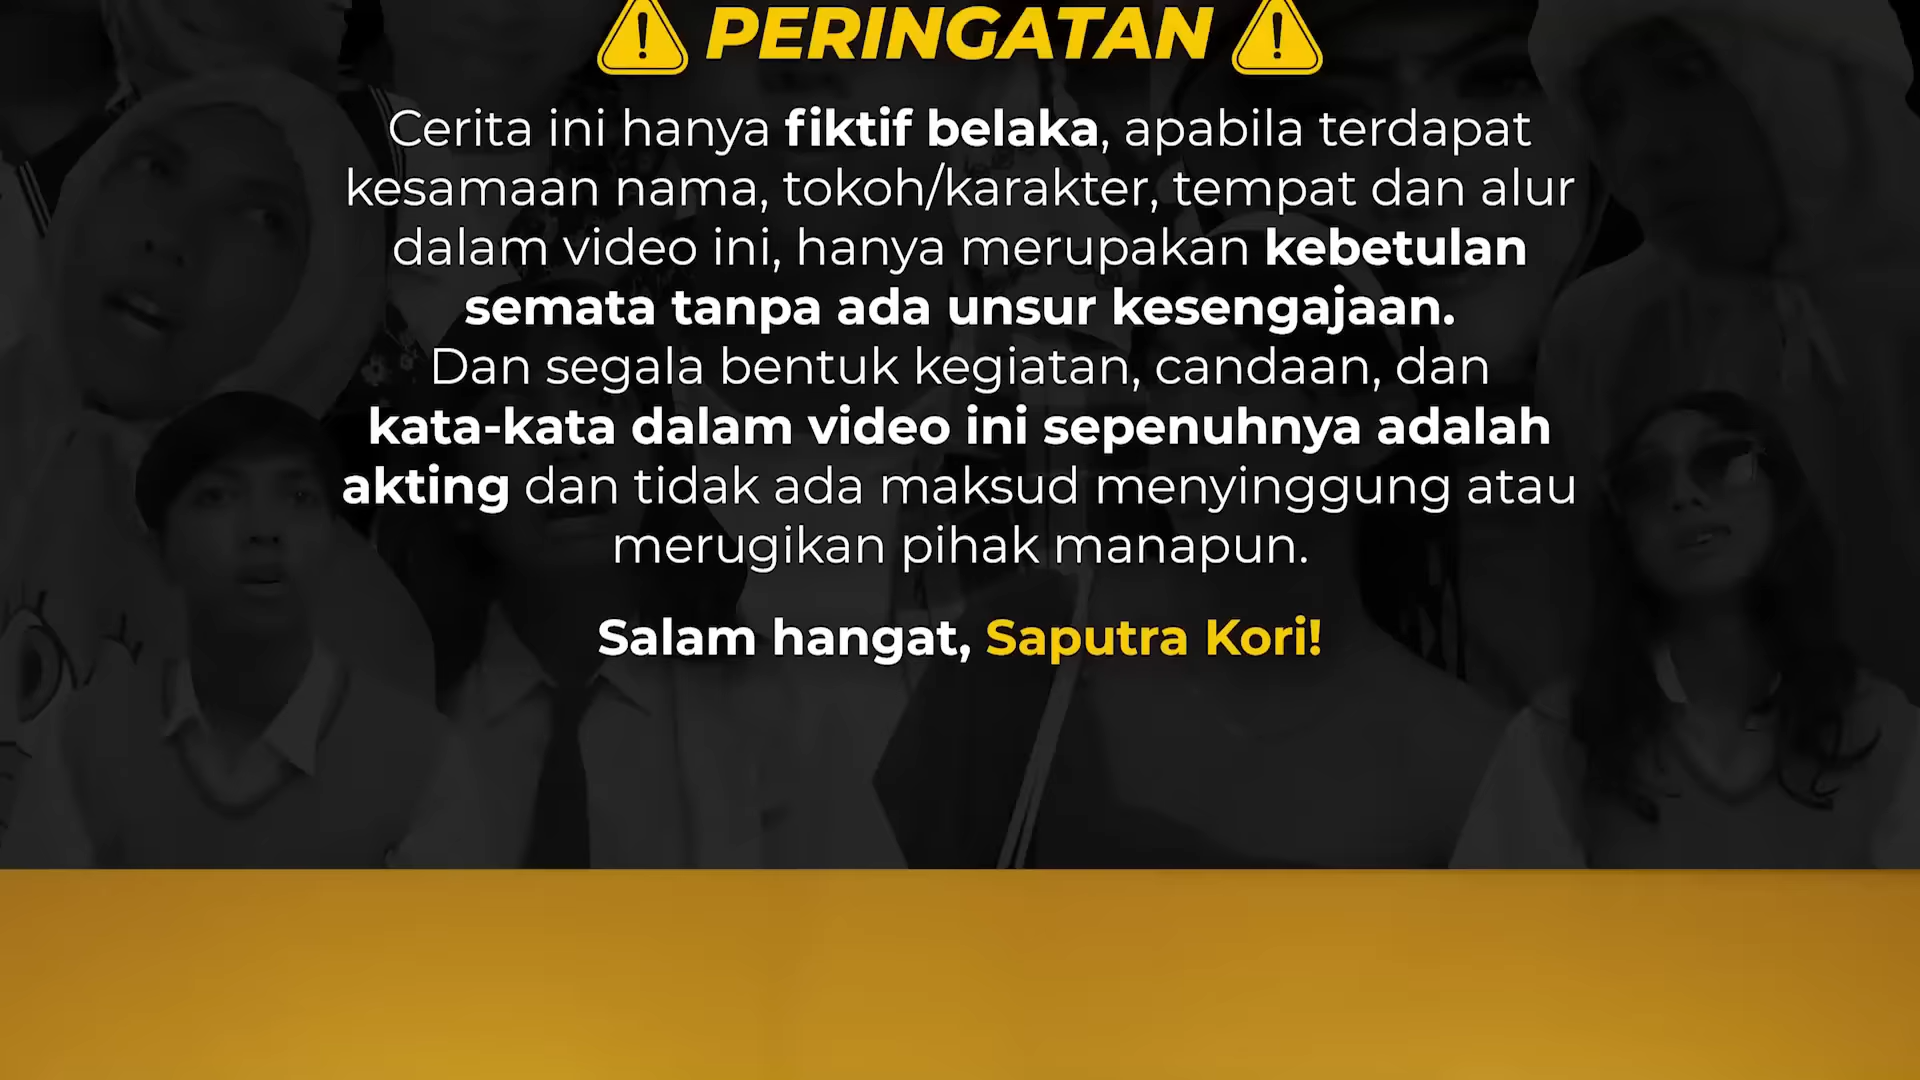 PERINGATAN
Cerita ini hanya fiktif belaka, apabila terdapat
kesamaan nama, tokoh/karakter, tempat dan alur
dalam video ini, hanya merupakan kebetulan
semata tanpa ada unsur kesengajaan.
Dan segala bentuk kegiatan, candaan, dan
kata-kata dalam video ini sepenuhnya adalah
akting dan tidak ada maksud menyinggung atau
merugikan pihak manapun.
Salam hangat, Saputra Kori!